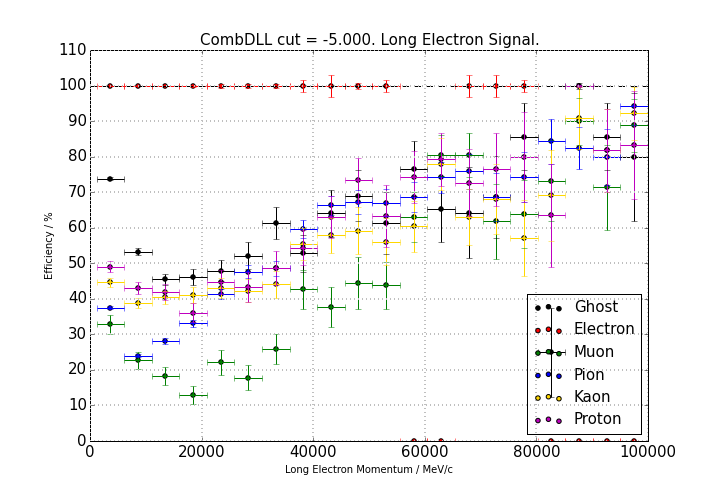 CombDLL cut = -5.000. Long Electron Signal.
110
100
90
80
70
60
50
40
30
20
10
0
Efficiency / %
Ghost
Electron
Muon
Pion
Kaon
Proton
0 20000 40000 60000 80000 100000
Long Electron Momentum / MeV/c